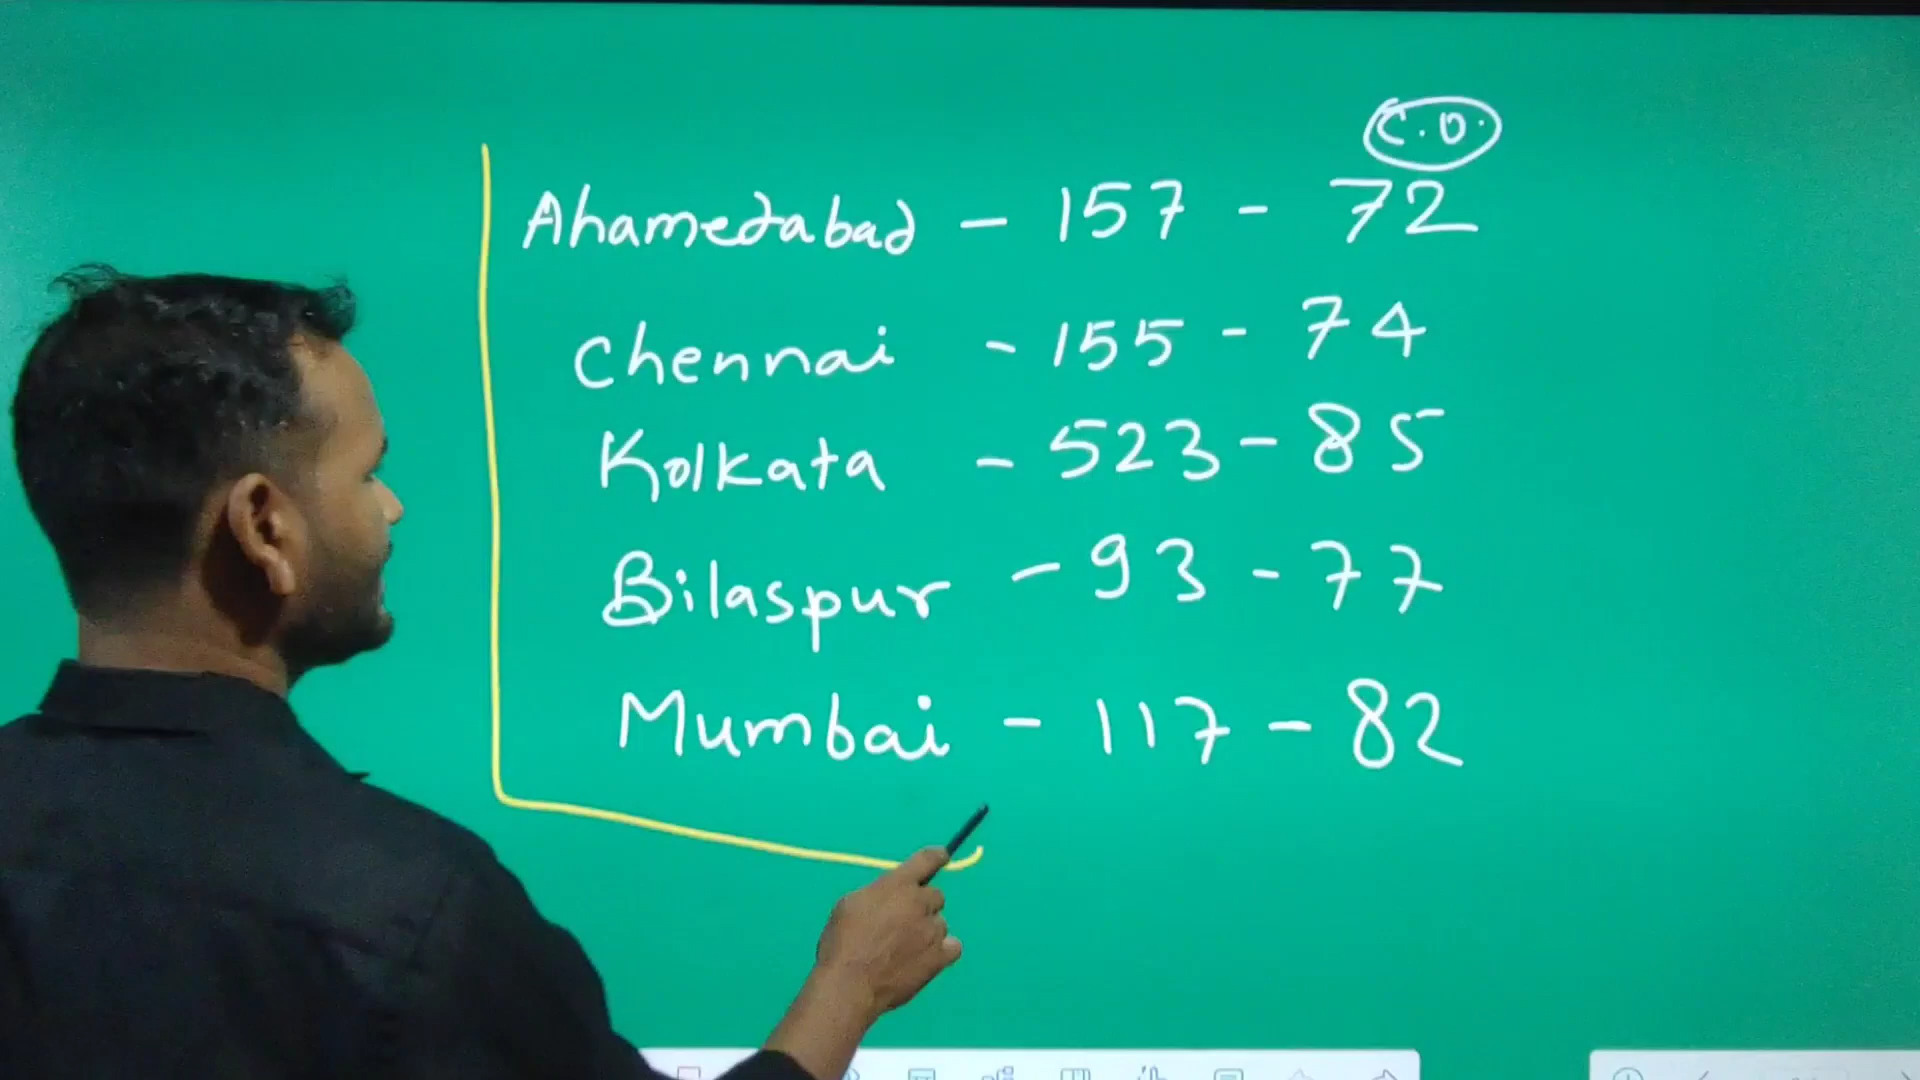 C.O.
Ahamedabad - 157 - 72
Chennai - 155 - 74
Kolkata - 523 - 85
Bilaspur - 93 - 77
Mumbai - 117 - 82